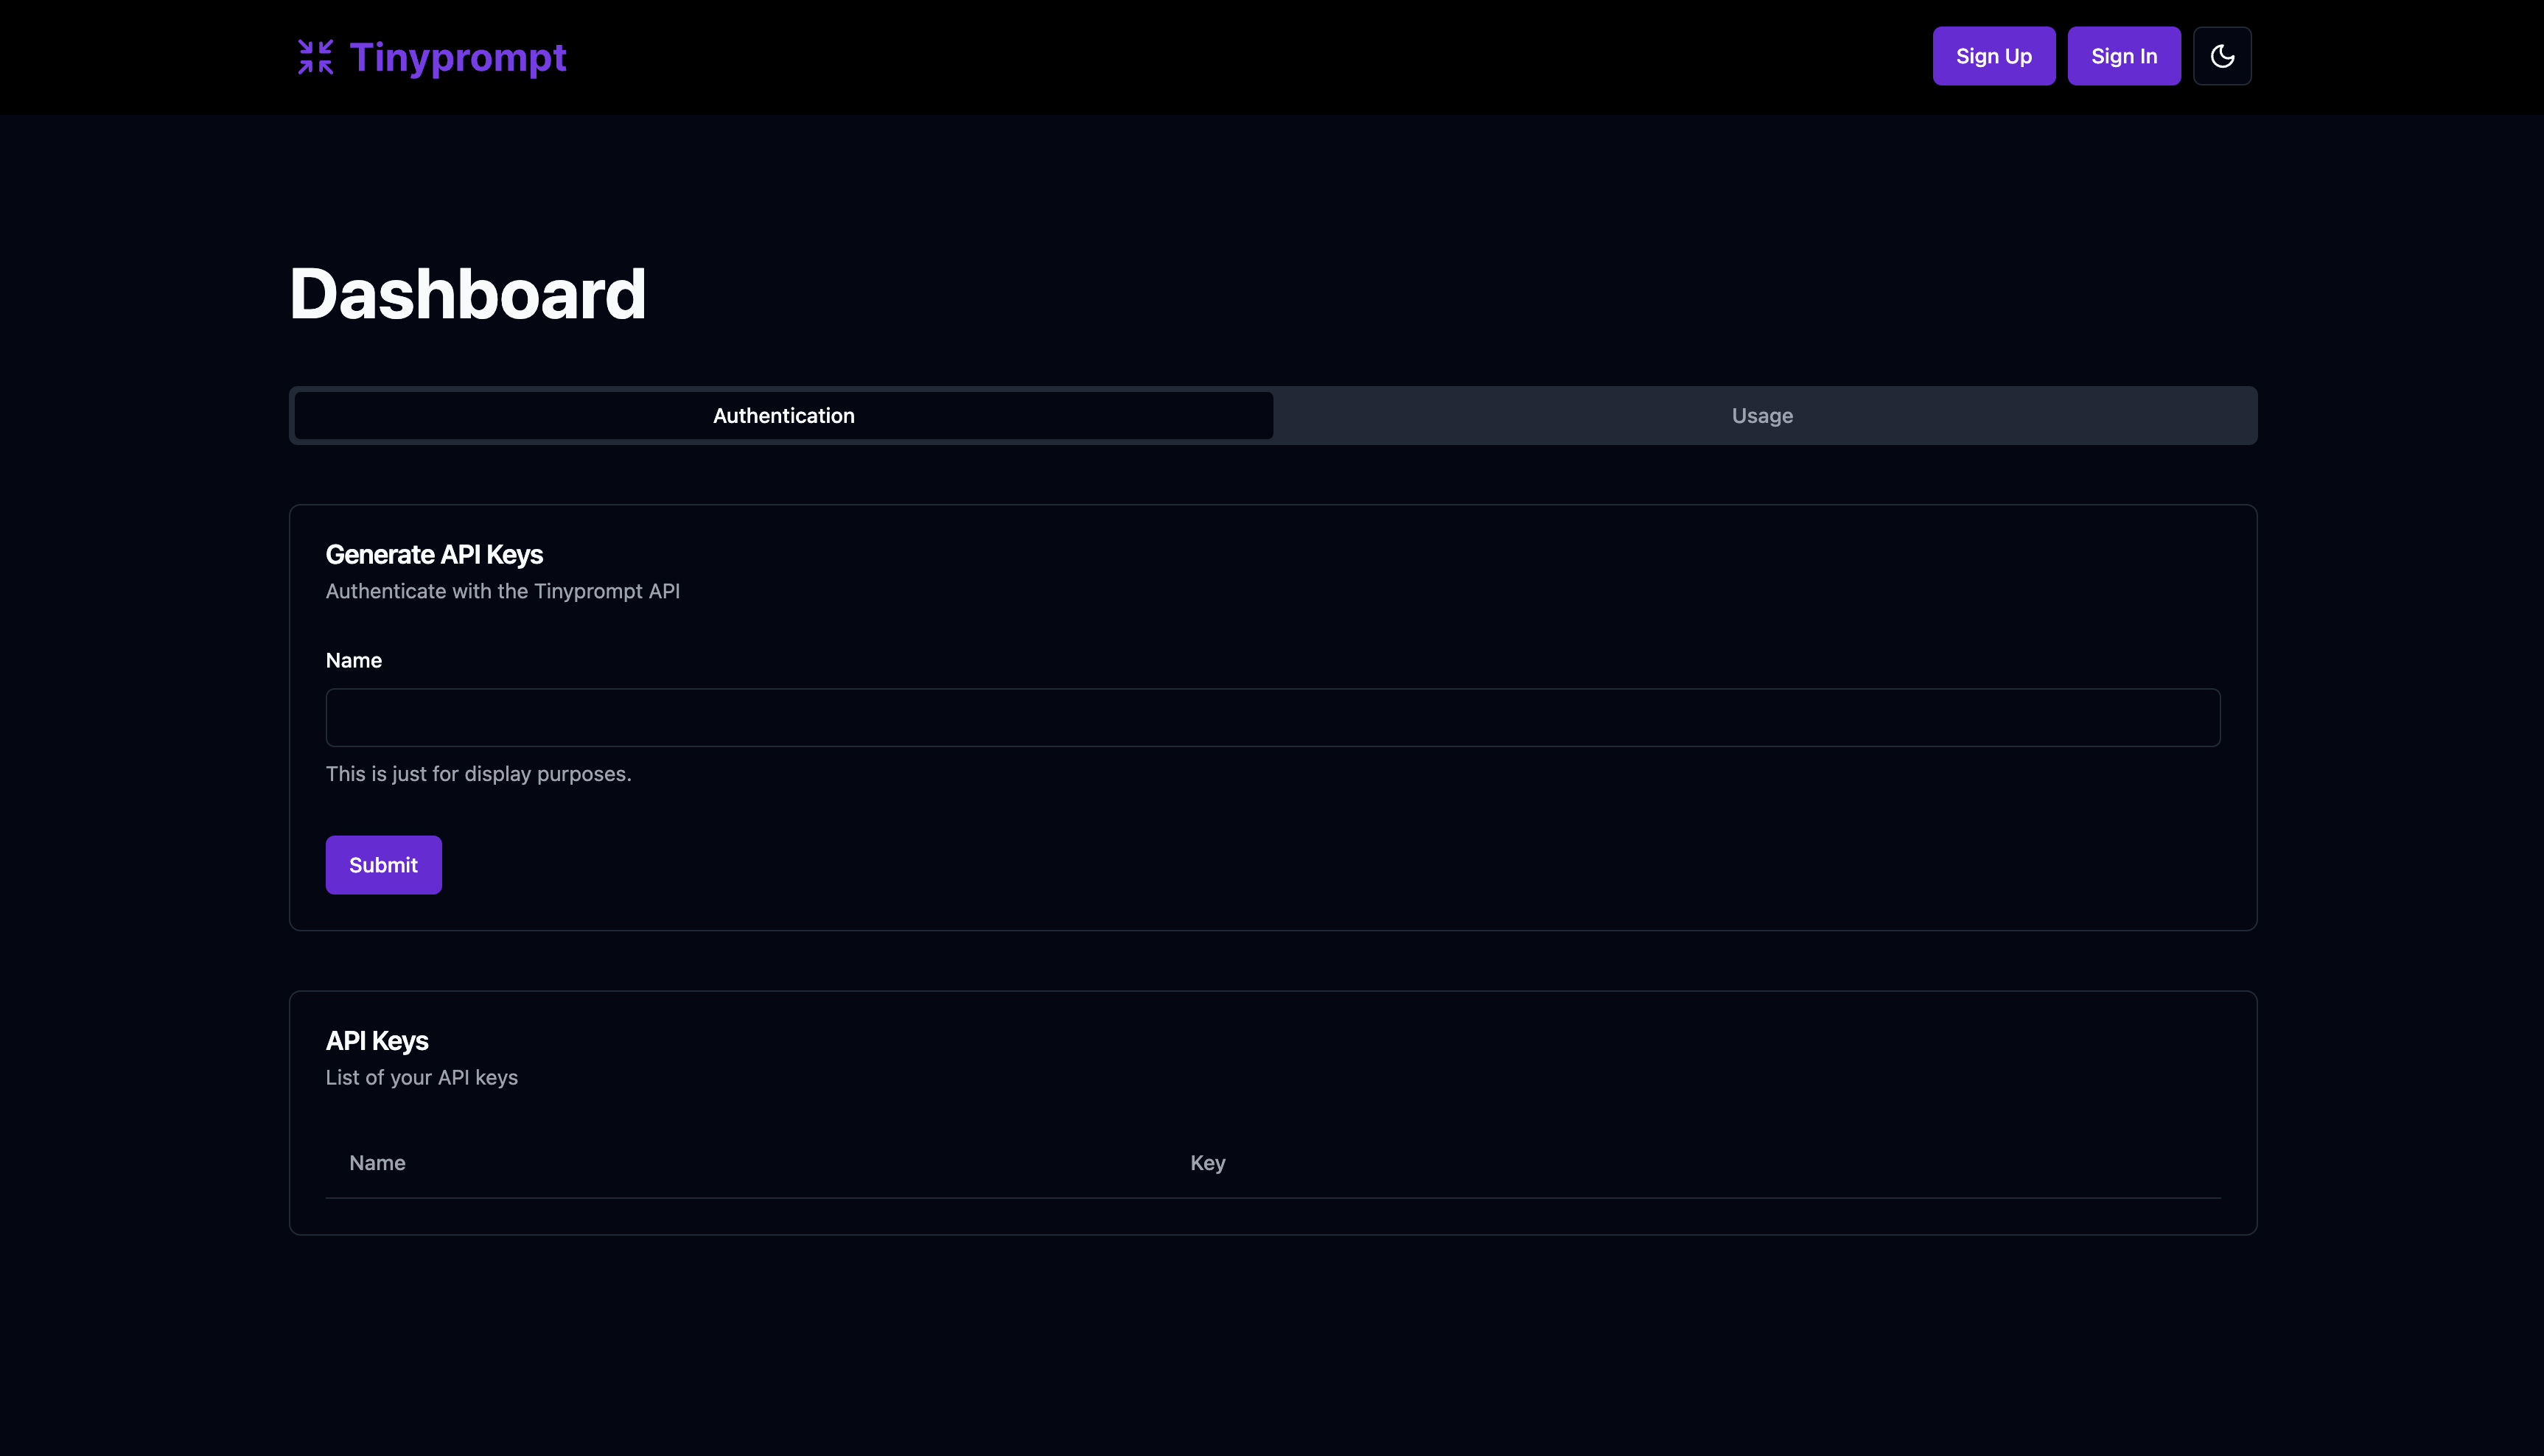 Tinyprompt
Sign Up
Sign In
Dashboard
Authentication
Usage
Generate API Keys
Authenticate with the Tinyprompt API
Name
This is just for display purposes.
Submit
API Keys
List of your API keys
Name
Key